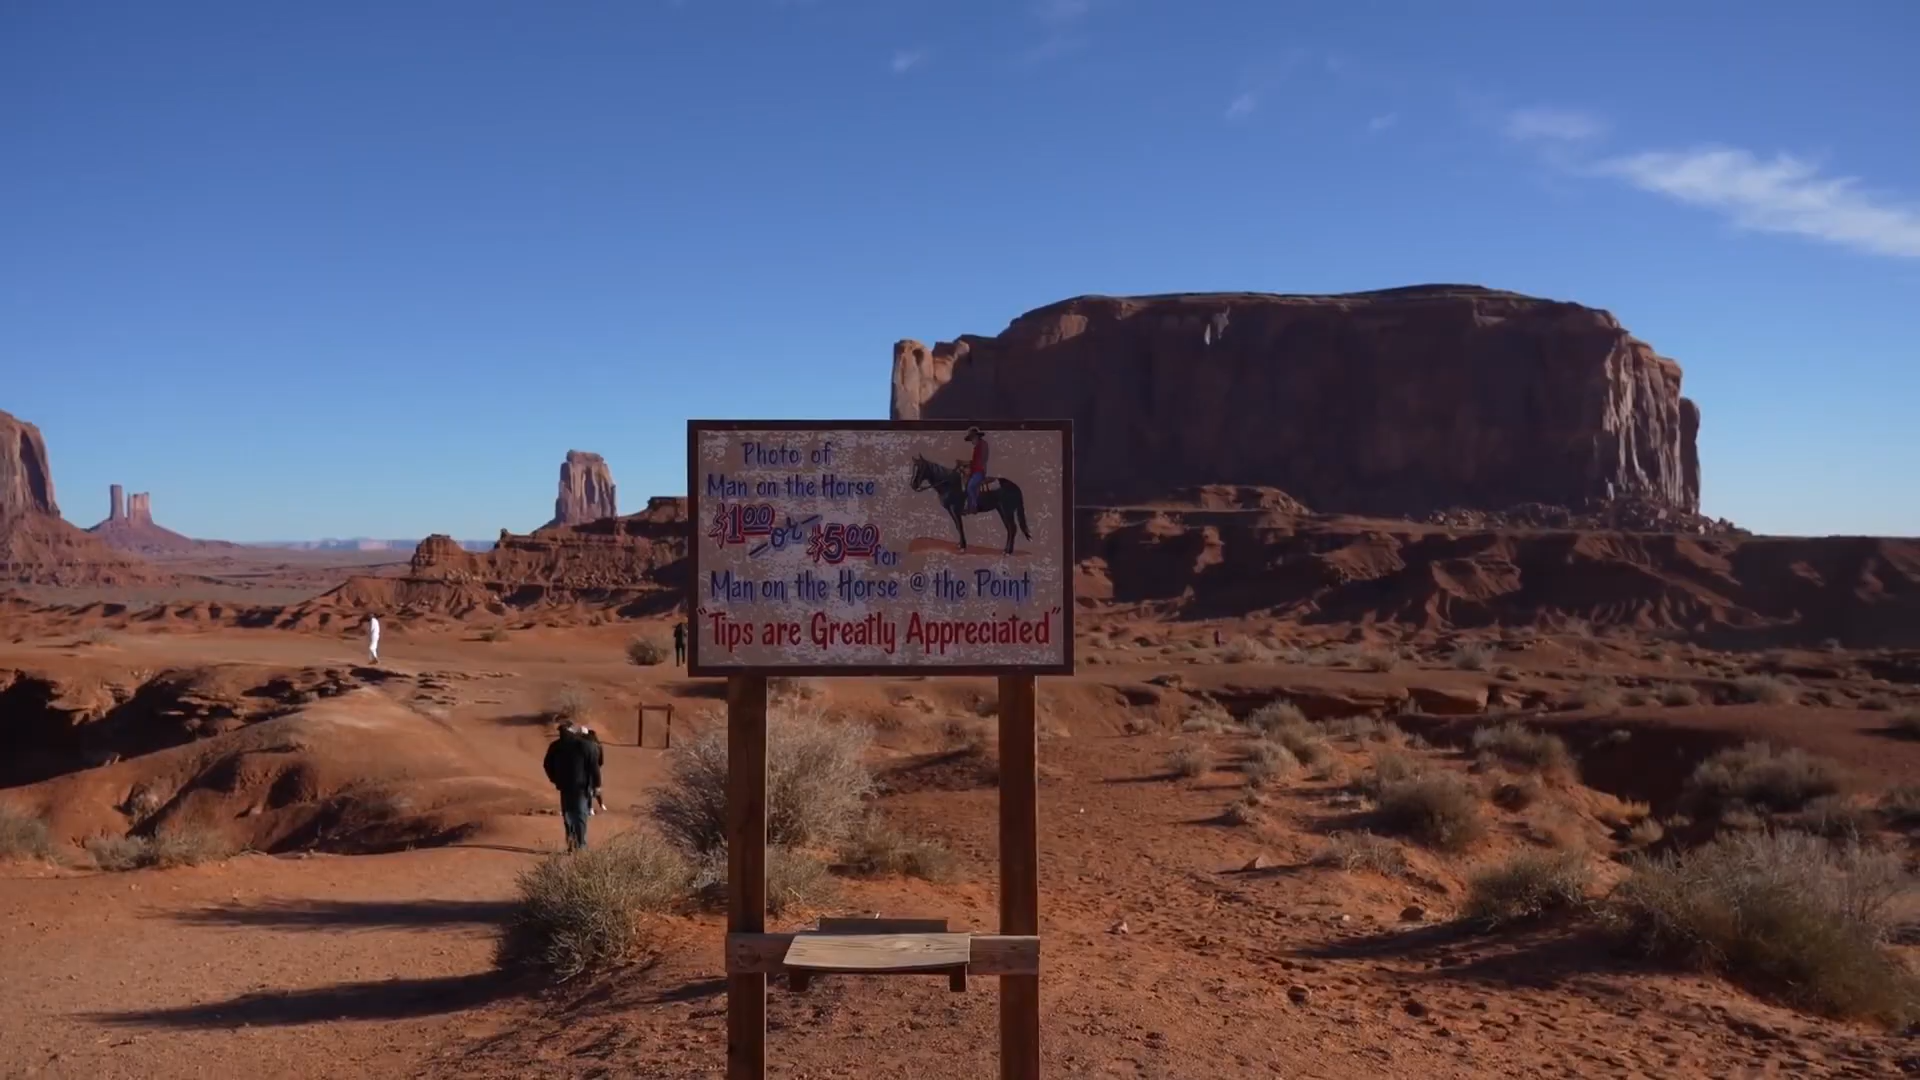 Photo of
Man on the Horse
$1.00 or $5.00 for
Man on the Horse @ the Point
"Tips are Greatly Appreciated"